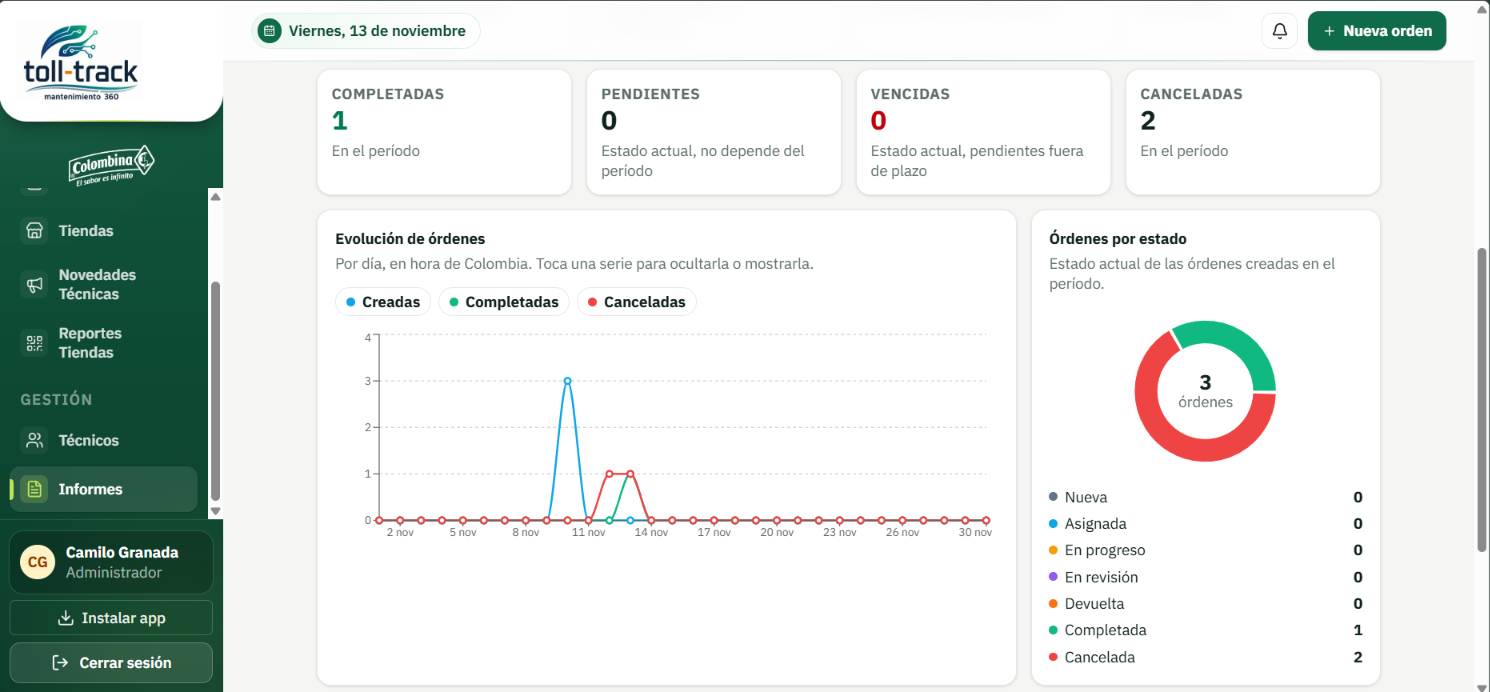 toll-track
mantenimiento 360
Colombina
El sabor es infinito
Tiendas
Novedades
Técnicas
Reportes
Tiendas
GESTIÓN
Técnicos
Informes
CG
Camilo Granada
Administrador
Instalar app
Cerrar sesión
Viernes, 13 de noviembre
+ Nueva orden
COMPLETADAS
1
En el período
PENDIENTES
0
Estado actual, no depende del
período
VENCIDAS
0
Estado actual, pendientes fuera
de plazo
CANCELADAS
2
En el período
Evolución de órdenes
Por día, en hora de Colombia. Toca una serie para ocultarla o mostrarla.
Creadas
Completadas
Canceladas
4
3
2
1
0
2 nov 5 nov 8 nov 11 nov 14 nov 17 nov 20 nov 23 nov 26 nov 30 nov
Órdenes por estado
Estado actual de las órdenes creadas en el
período.
3
órdenes
Nueva 0
Asignada 0
En progreso 0
En revisión 0
Devuelta 0
Completada 1
Cancelada 2